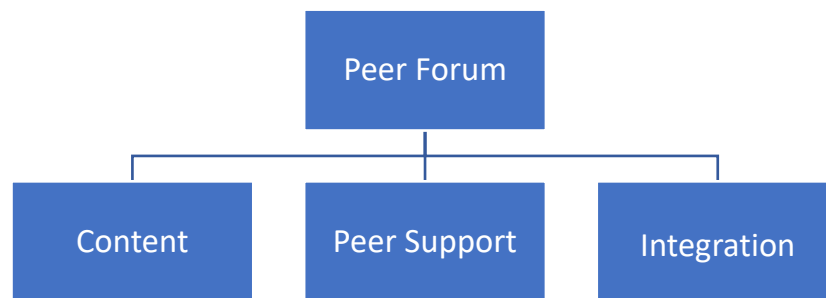 Peer Forum
Content
Peer Support
Integration